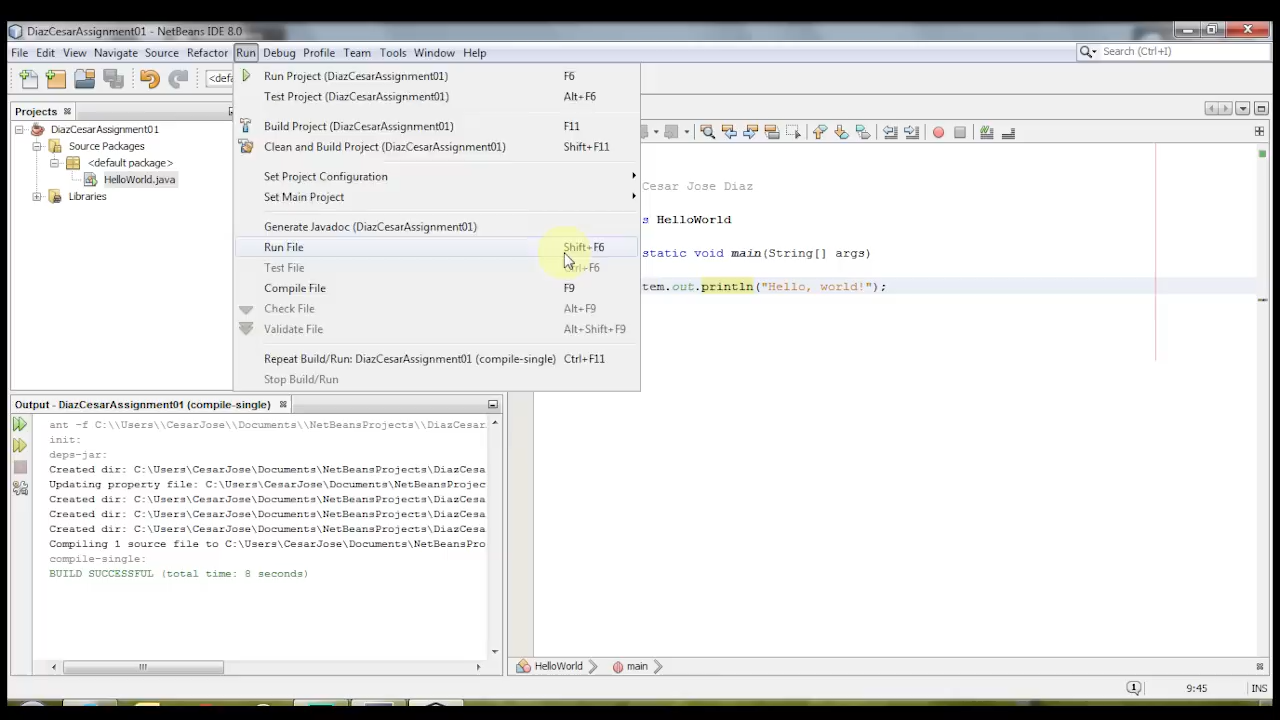 DiazCesarAssignment01 - NetBeans IDE 8.0
File Edit View Navigate Source Refactor Run Debug Profile Team Tools Window Help
Search (Ctrl+I)
<defa
Projects
DiazCesarAssignment01
Source Packages
<default package>
HelloWorld.java
Libraries
Run Project (DiazCesarAssignment01) F6
Test Project (DiazCesarAssignment01) Alt+F6
Build Project (DiazCesarAssignment01) F11
Clean and Build Project (DiazCesarAssignment01) Shift+F11
Set Project Configuration
Set Main Project
Generate Javadoc (DiazCesarAssignment01)
Run File Shift+F6
Test File Ctrl+F6
Compile File F9
Check File Alt+F9
Validate File Alt+Shift+F9
Repeat Build/Run: DiazCesarAssignment01 (compile-single) Ctrl+F11
Stop Build/Run
Cesar Jose Diaz
s HelloWorld
static void main(String[] args)
tem.out.println("Hello, world!");
Output - DiazCesarAssignment01 (compile-single)
ant -f C:\\Users\\CesarJose\\Documents\\NetBeansProjects\\DiazCesar
init:
deps-jar:
Created dir: C:\Users\CesarJose\Documents\NetBeansProjects\DiazCesa
Updating property file: C:\Users\CesarJose\Documents\NetBeansProjec
Created dir: C:\Users\CesarJose\Documents\NetBeansProjects\DiazCesa
Created dir: C:\Users\CesarJose\Documents\NetBeansProjects\DiazCesa
Created dir: C:\Users\CesarJose\Documents\NetBeansProjects\DiazCesa
Compiling 1 source file to C:\Users\CesarJose\Documents\NetBeansPro
compile-single:
BUILD SUCCESSFUL (total time: 8 seconds)
HelloWorld main
1 9:45 INS